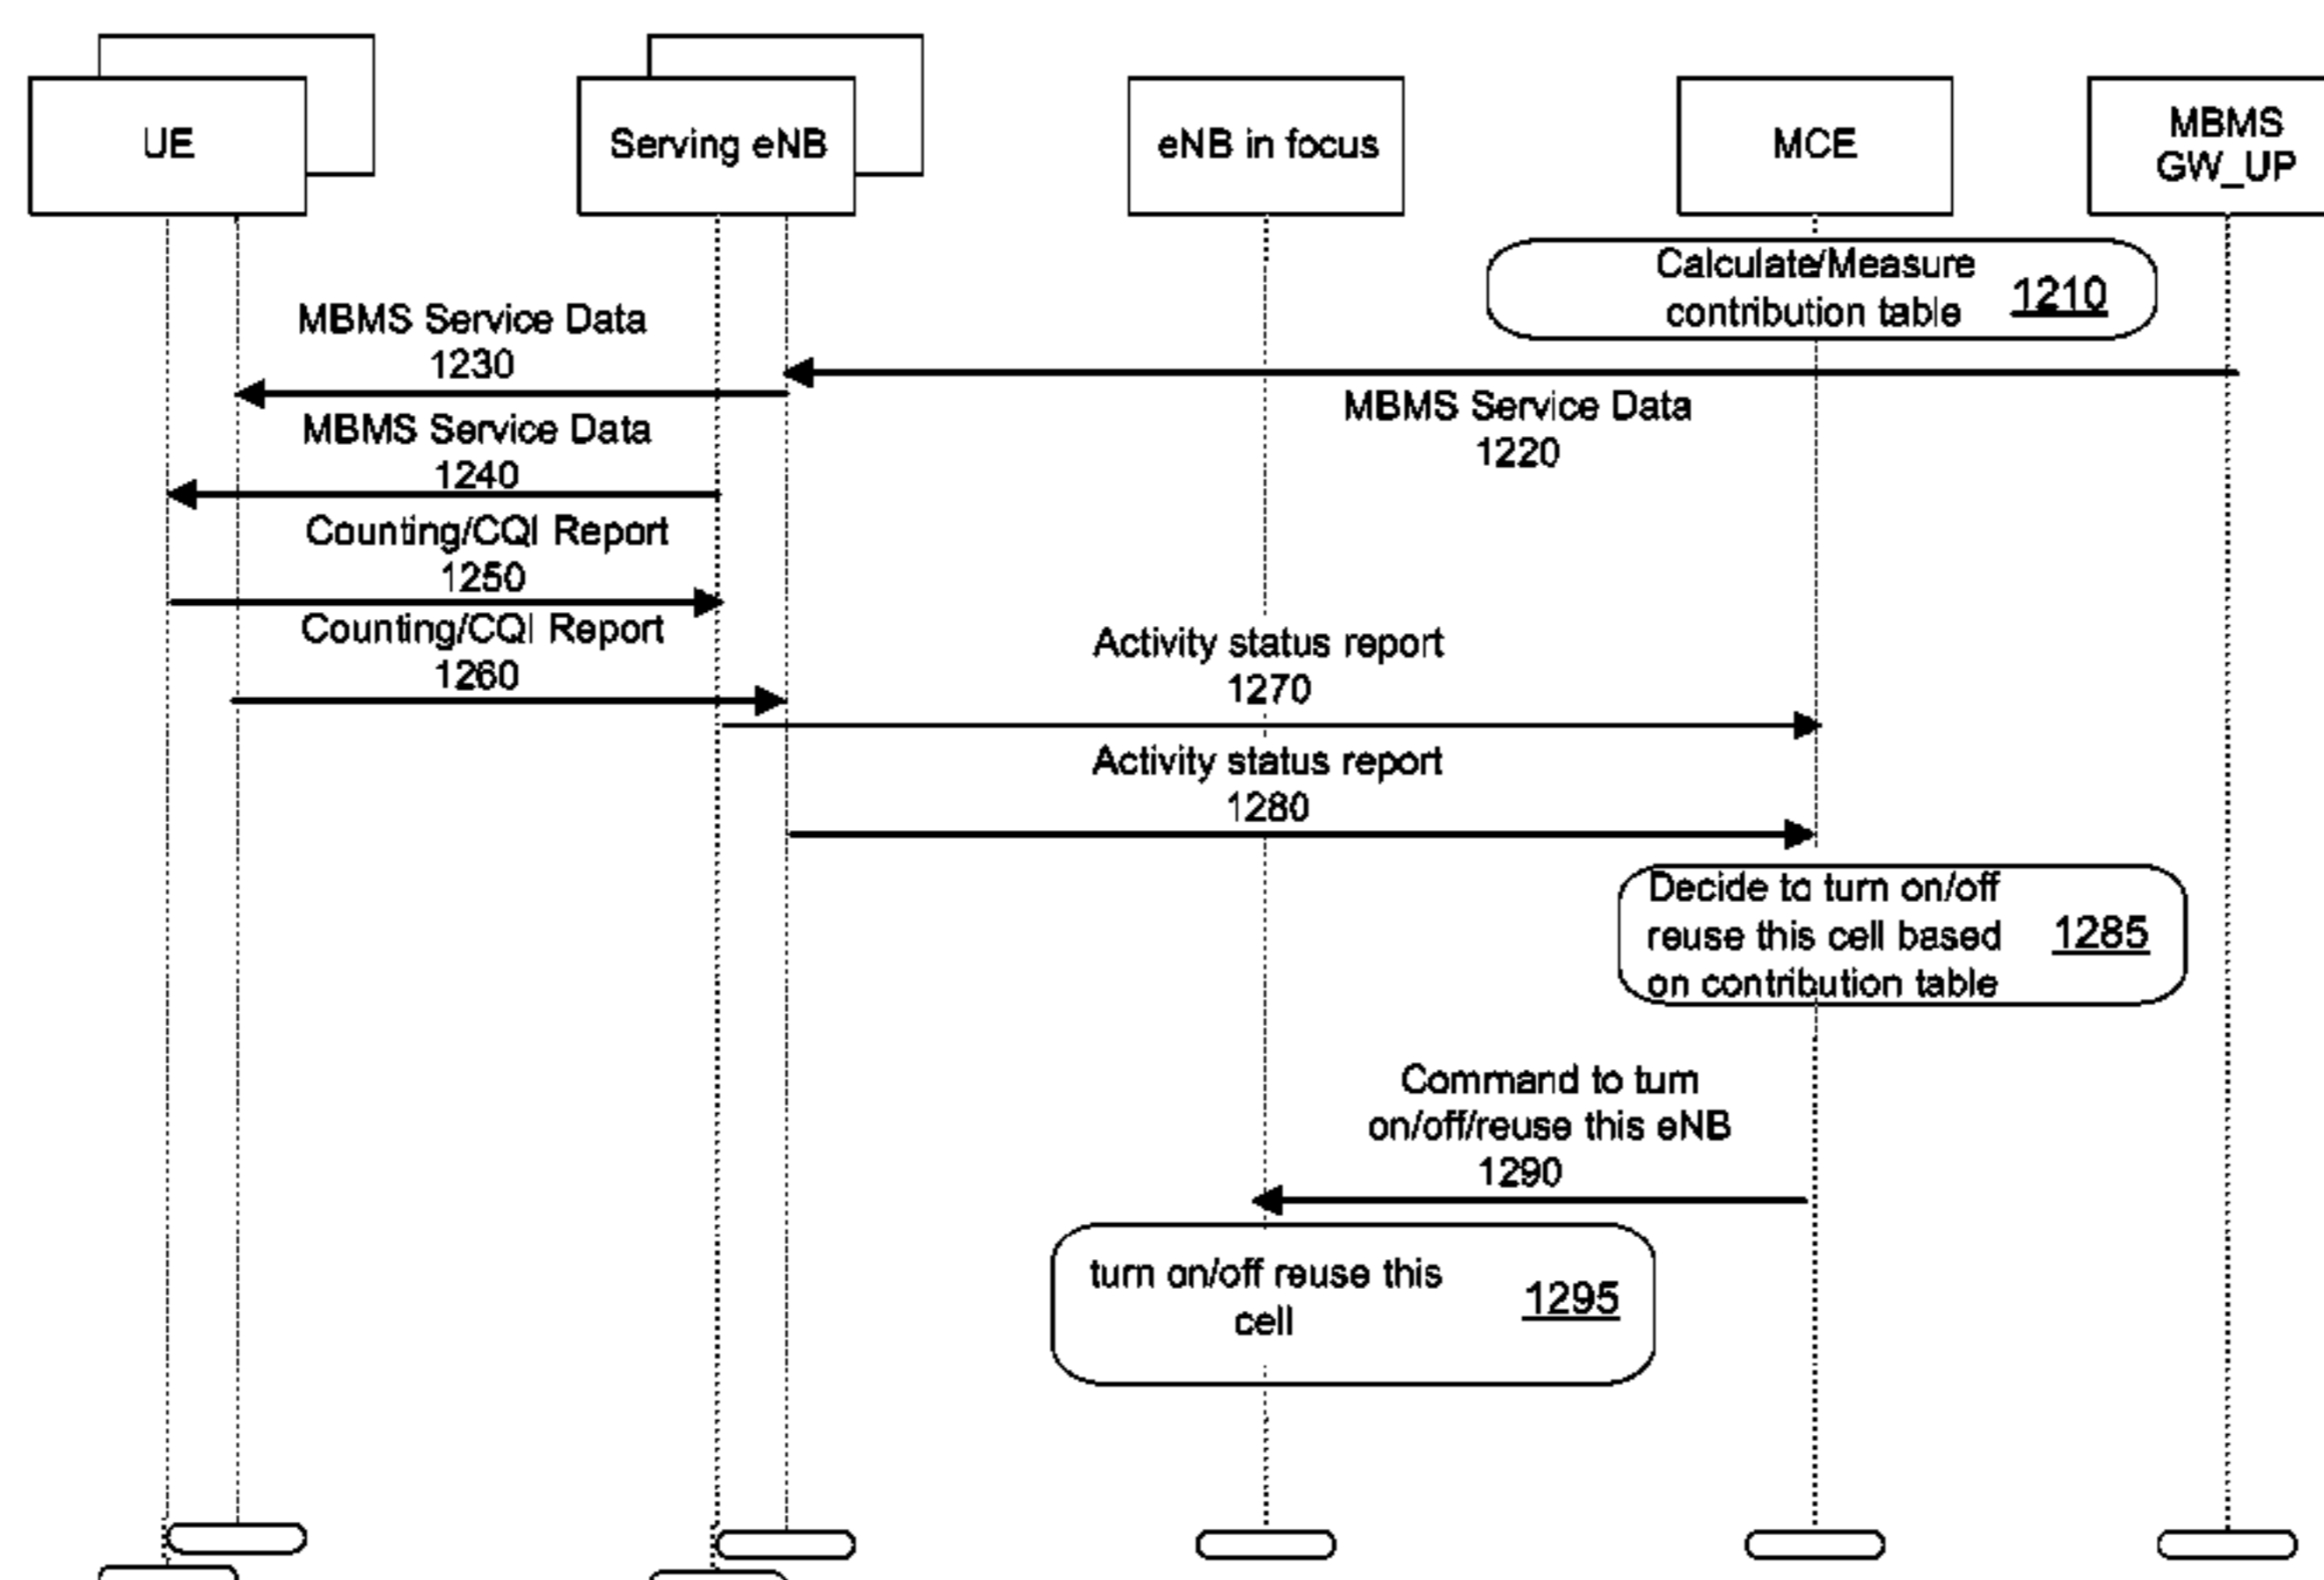 UE
Serving eNB
eNB in focus
MCE
MBMS
GW_UP
Calculate/Measure
contribution table
1210
MBMS Service Data
1230
MBMS Service Data
1220
MBMS Service Data
1240
Counting/CQI Report
1250
Counting/CQI Report
1260
Activity status report
1270
Activity status report
1280
Decide to turn on/off
reuse this cell based
on contribution table
1285
Command to turn
on/off/reuse this eNB
1290
turn on/off reuse this
cell
1295